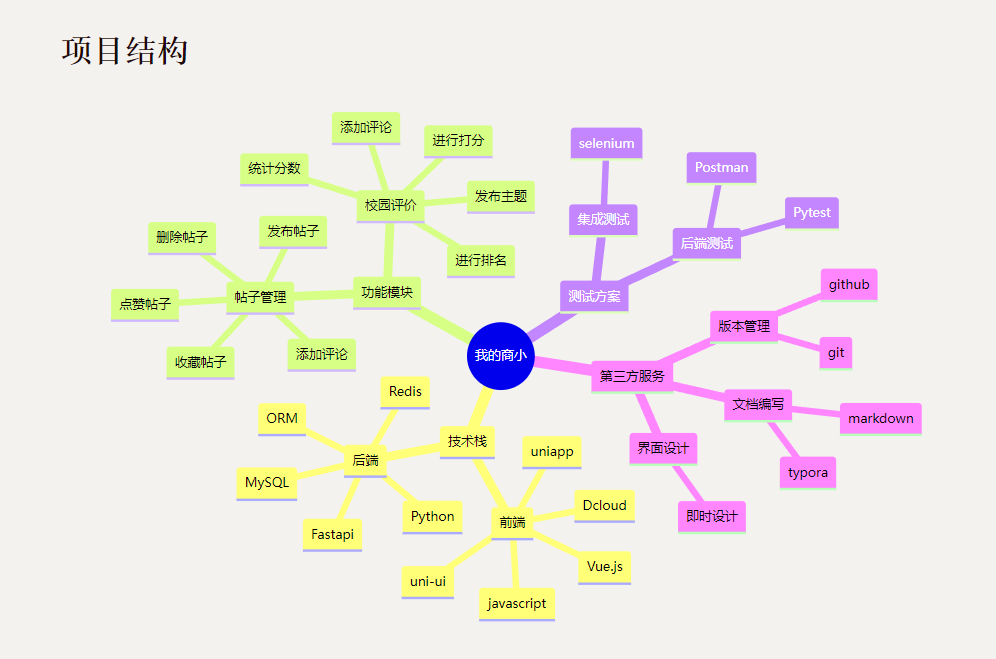 项目结构
添加评论
进行打分
统计分数
校园评价
发布主题
进行排名
删除帖子
发布帖子
点赞帖子
帖子管理
功能模块
收藏帖子
添加评论
selenium
Postman
集成测试
Pytest
后端测试
测试方案
我的商小
github
版本管理
git
第三方服务
文档编写
markdown
界面设计
typora
即时设计
Redis
ORM
技术栈
后端
MySQL
Python
Fastapi
uniapp
Dcloud
前端
Vue.js
uni-ui
javascript